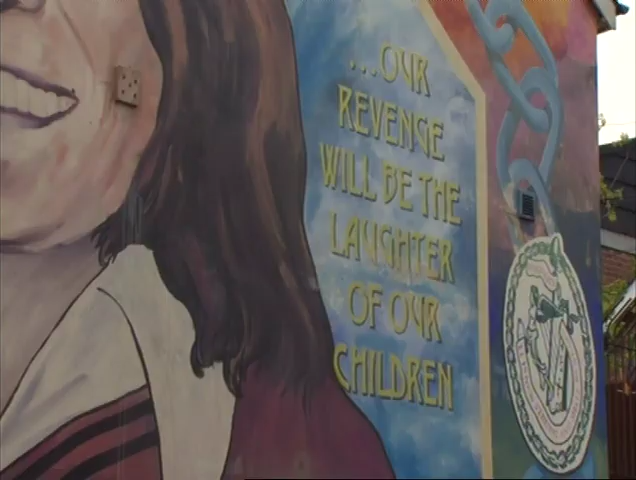 ...OUR
REVENGE
WILL BE THE
LAUGHTER
OF OUR
CHILDREN